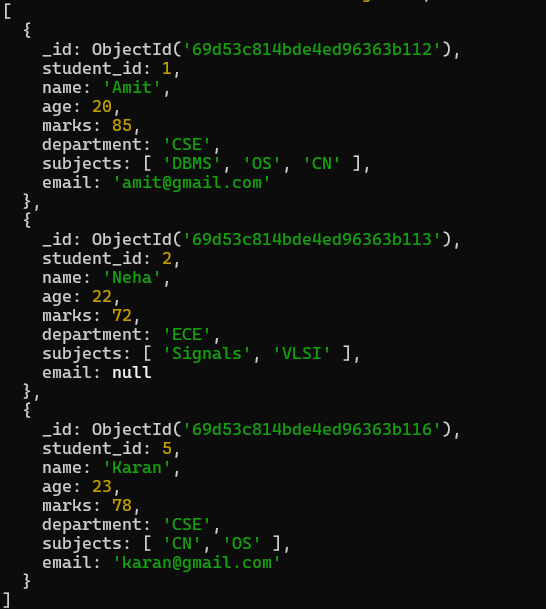 [
  {
    _id: ObjectId('69d53c814bde4ed96363b112'),
    student_id: 1,
    name: 'Amit',
    age: 20,
    marks: 85,
    department: 'CSE',
    subjects: [ 'DBMS', 'OS', 'CN' ],
    email: 'amit@gmail.com'
  },
  {
    _id: ObjectId('69d53c814bde4ed96363b113'),
    student_id: 2,
    name: 'Neha',
    age: 22,
    marks: 72,
    department: 'ECE',
    subjects: [ 'Signals', 'VLSI' ],
    email: null
  },
  {
    _id: ObjectId('69d53c814bde4ed96363b116'),
    student_id: 5,
    name: 'Karan',
    age: 23,
    marks: 78,
    department: 'CSE',
    subjects: [ 'CN', 'OS' ],
    email: 'karan@gmail.com'
  }
]